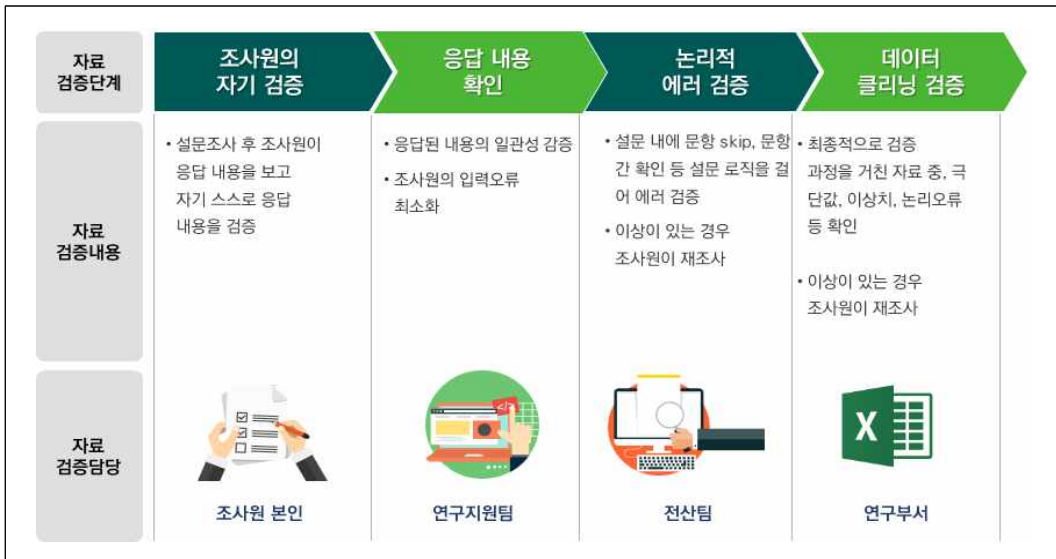 자료
검증단계
조사원의
자기 검증
응답 내용
확인
논리적
에러 검증
데이터
클리닝 검증
자료
검증내용
• 설문조사 후 조사원이
응답 내용을 보고
자기 스스로 응답
내용을 검증
• 응답된 내용의 일관성 감증
• 조사원의 입력오류
최소화
• 설문 내에 문항 skip, 문항
간 확인 등 설문 로직을 걸
어 에러 검증
• 이상이 있는 경우
조사원이 재조사
• 최종적으로 검증
과정을 거친 자료 중, 극
단값, 이상치, 논리오류
등 확인
• 이상이 있는 경우
조사원이 재조사
자료
검증담당
</>
X
조사원 본인
연구지원팀
전산팀
연구부서